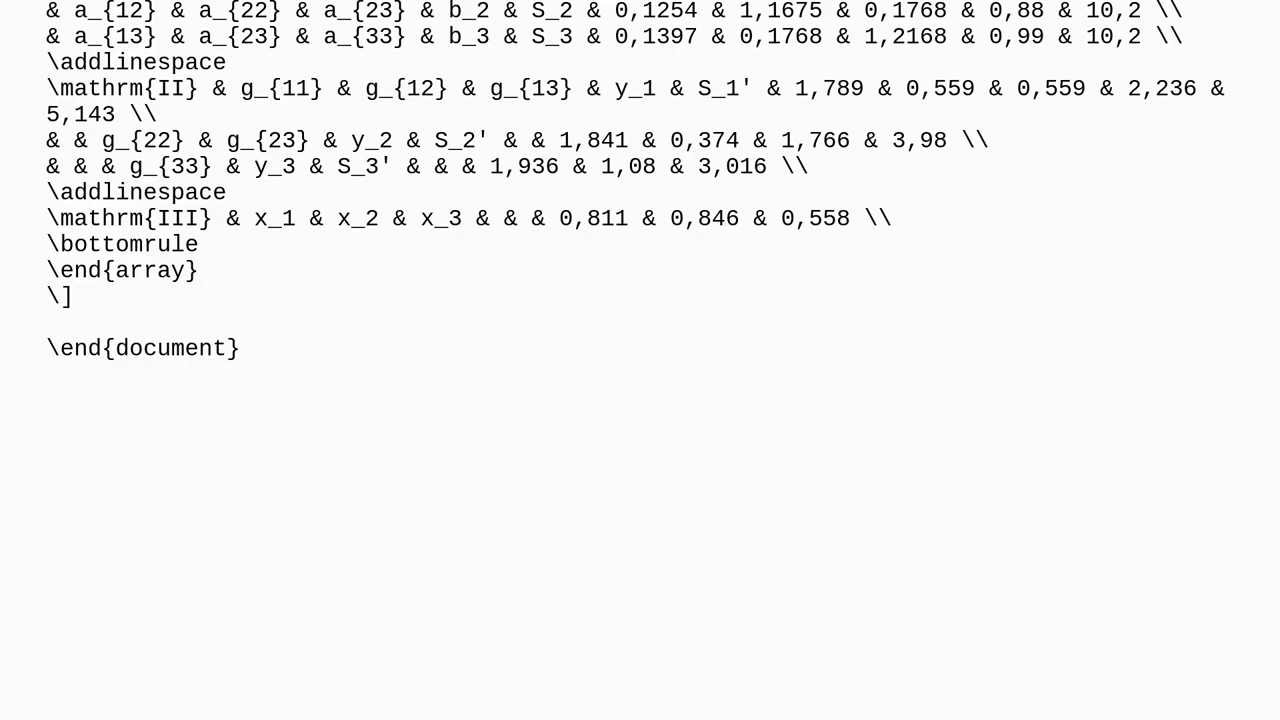 & a_{12} & a_{22} & a_{23} & b_2 & S_2 & 0,1254 & 1,1675 & 0,1768 & 0,88 & 10,2 \\
& a_{13} & a_{23} & a_{33} & b_3 & S_3 & 0,1397 & 0,1768 & 1,2168 & 0,99 & 10,2 \\
\addlinespace
\mathrm{II} & g_{11} & g_{12} & g_{13} & y_1 & S_1' & 1,789 & 0,559 & 0,559 & 2,236 &
5,143 \\
& & g_{22} & g_{23} & y_2 & S_2' & & 1,841 & 0,374 & 1,766 & 3,98 \\
& & & g_{33} & y_3 & S_3' & & & 1,936 & 1,08 & 3,016 \\
\addlinespace
\mathrm{III} & x_1 & x_2 & x_3 & & & 0,811 & 0,846 & 0,558 \\
\bottomrule
\end{array}
\]
\end{document}